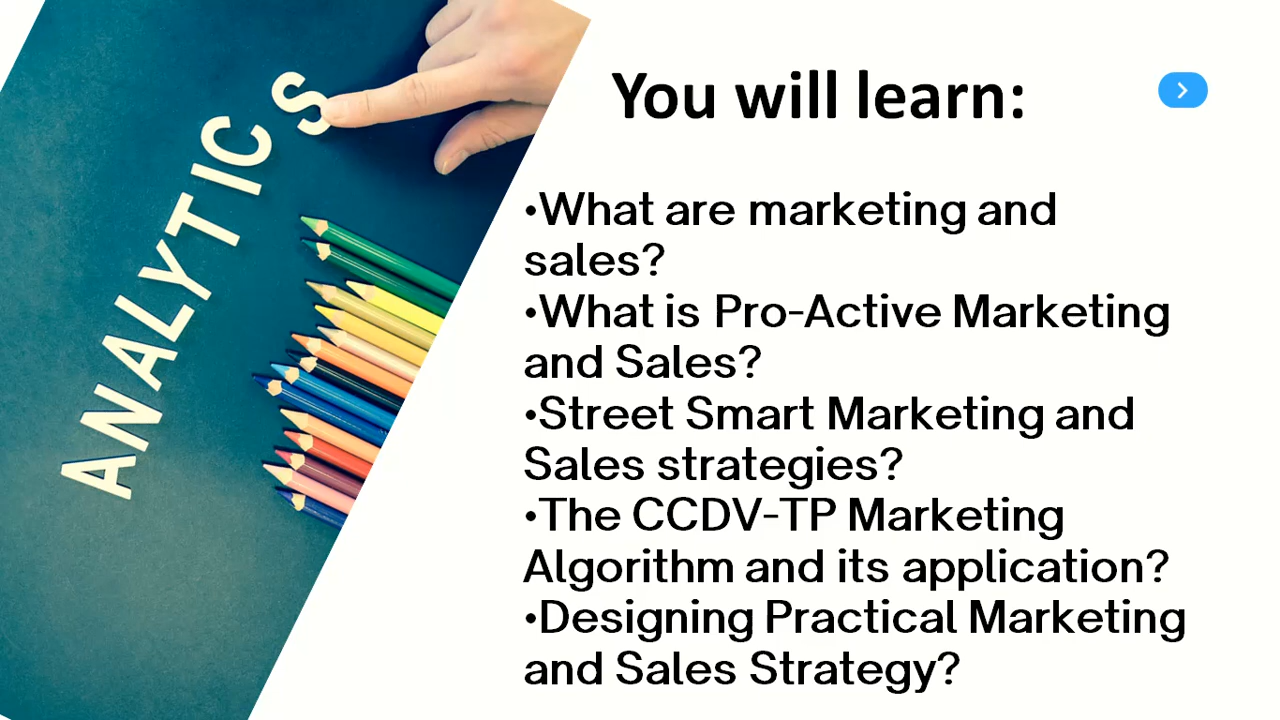 ANALYTICS
You will learn:
•What are marketing and
sales?
•What is Pro-Active Marketing
and Sales?
•Street Smart Marketing and
Sales strategies?
•The CCDV-TP Marketing
Algorithm and its application?
•Designing Practical Marketing
and Sales Strategy?